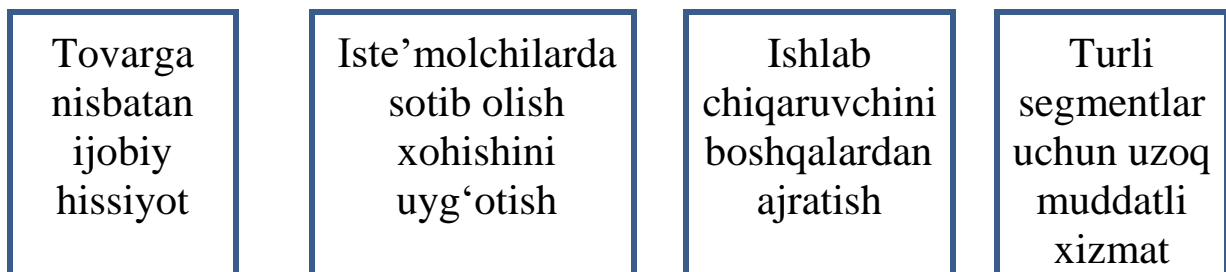 Tovarga
nisbatan
ijobiy
hissiyot
Iste’molchilarda
sotib olish
xohishini
uyg‘otish
Ishlab
chiqaruvchini
boshqalardan
ajratish
Turli
segmentlar
uchun uzoq
muddatli
xizmat